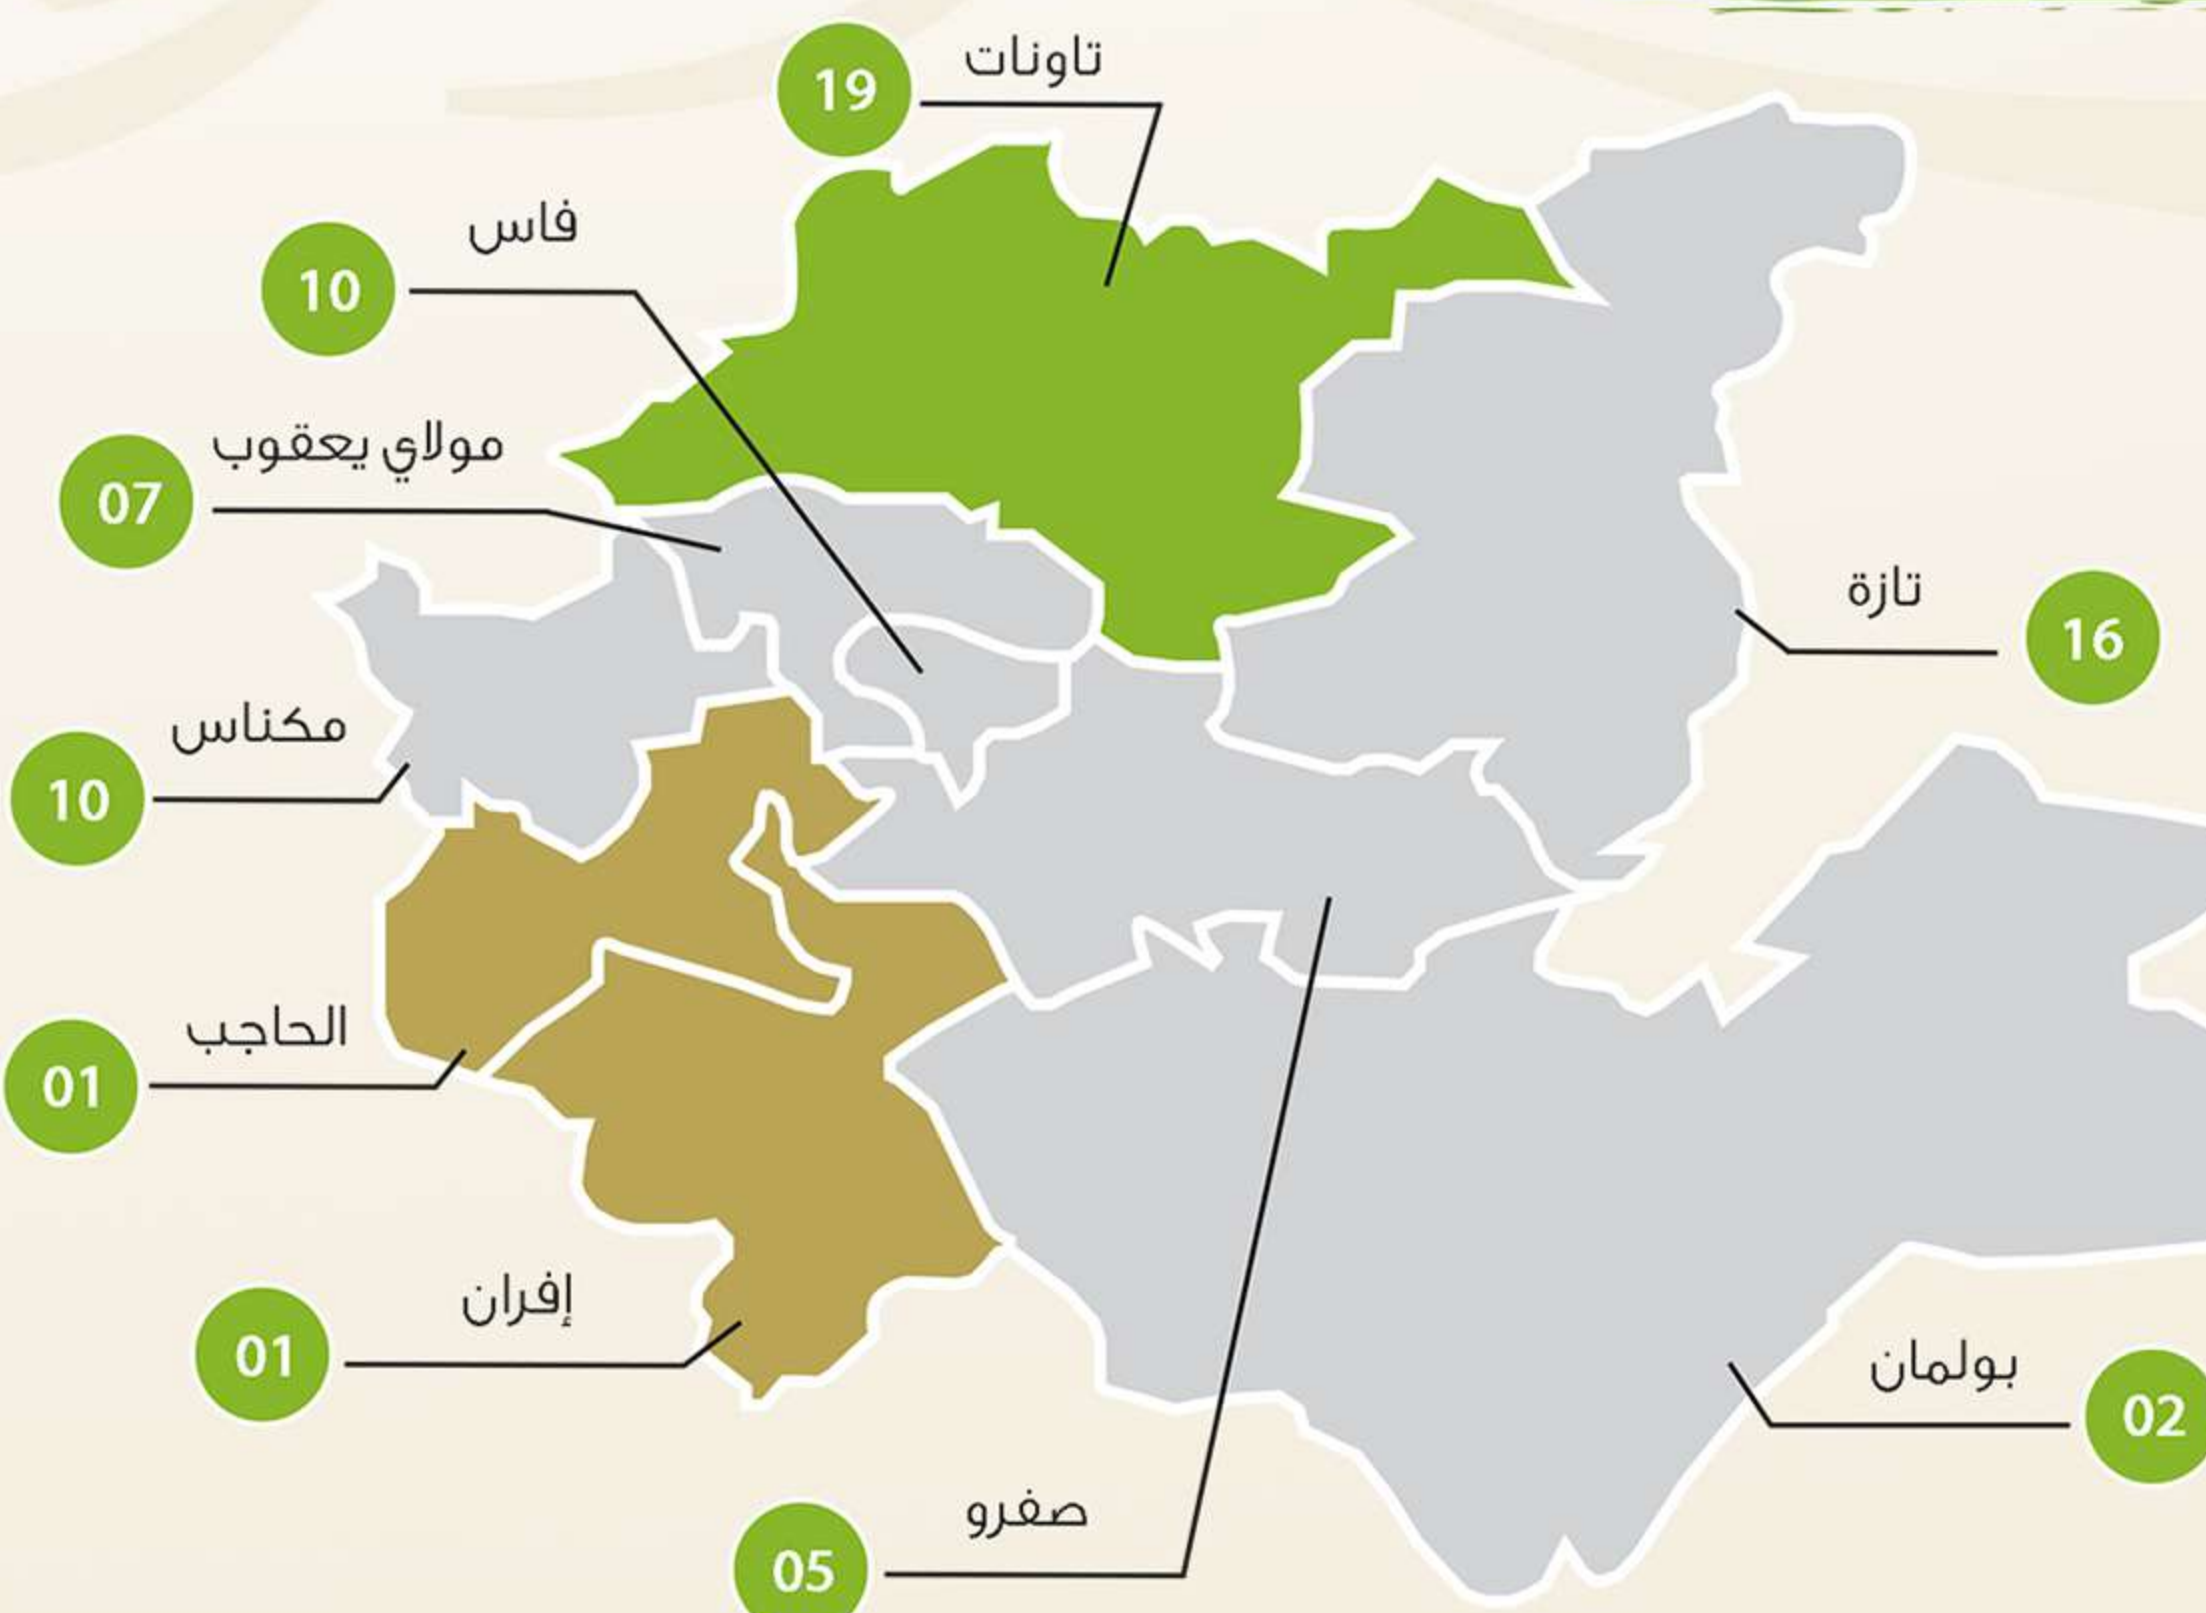 تاونات
19
فاس
10
مولاي يعقوب
07
تازة
16
مكناس
10
الحاجب
01
إفران
01
بولمان
02
صفرو
05